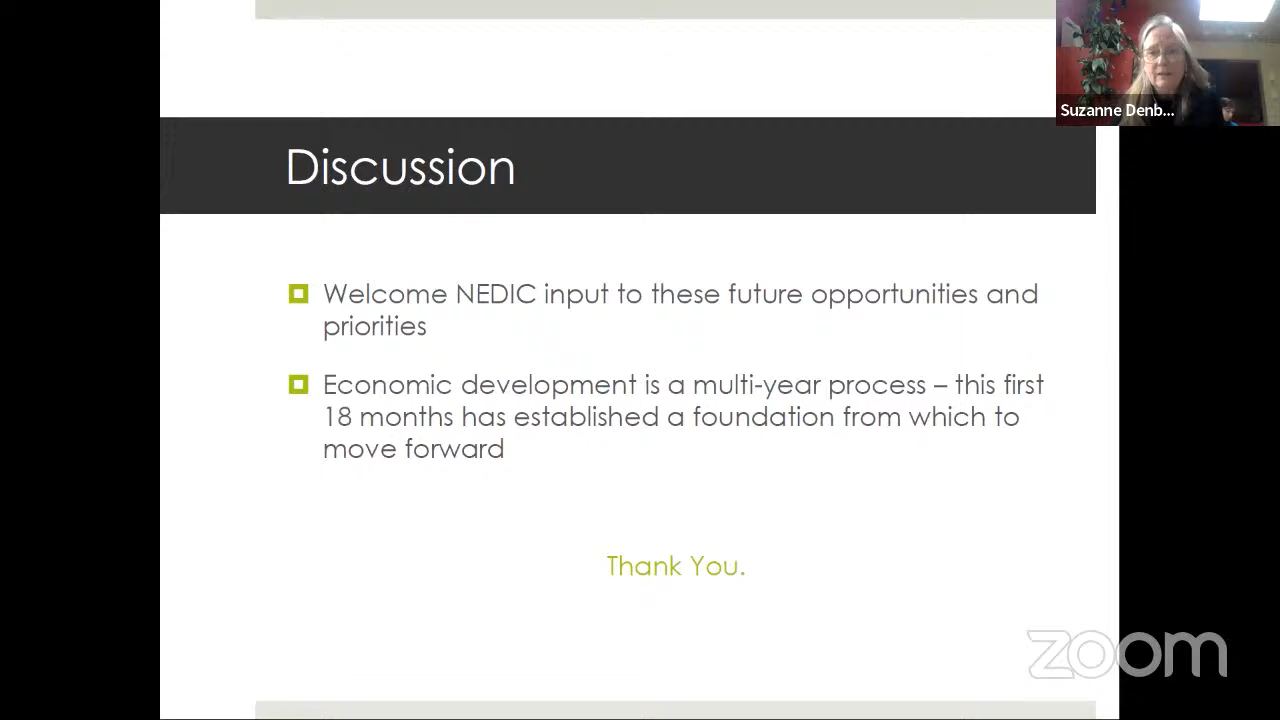 Suzanne Denb...
Discussion
Welcome NEDIC input to these future opportunities and
priorities
Economic development is a multi-year process – this first
18 months has established a foundation from which to
move forward
Thank You.
zoom